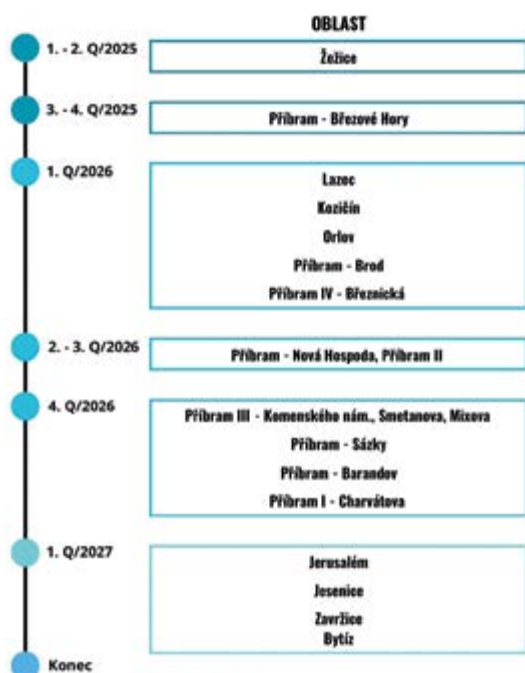 OBLAST
1. - 2. Q/2025
Žežice
3. - 4. Q/2025
Příbram - Březové Hory
1. Q/2026
Lazec
Kozičín
Orlov
Příbram - Brod
Příbram IV - Březnická
2. - 3. Q/2026
Příbram - Nová Hospoda, Příbram II
4. Q/2026
Příbram III - Komenského nám., Smetanova, Mixova
Příbram - Sázky
Příbram - Barandov
Příbram I - Charvátova
1. Q/2027
Jerusalém
Jesenice
Zavržice
Bytíz
Konec